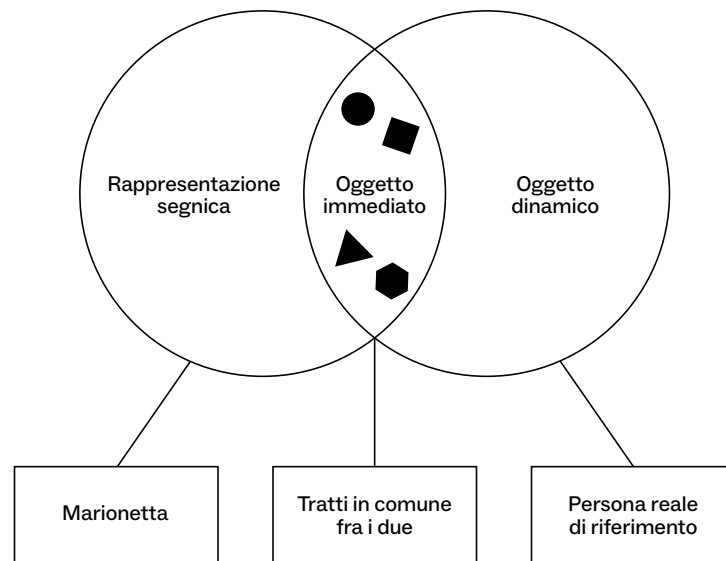 Rappresentazione
segnica
Oggetto
immediato
Oggetto
dinamico
Marionetta
Tratti in comune
fra i due
Persona reale
di riferimento